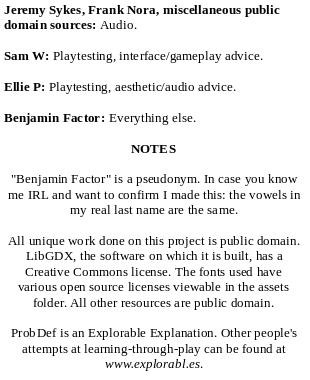 Jeremy Sykes, Frank Nora, miscellaneous public
domain sources: Audio.
Sam W: Playtesting, interface/gameplay advice.
Ellie P: Playtesting, aesthetic/audio advice.
Benjamin Factor: Everything else.
NOTES
"Benjamin Factor" is a pseudonym. In case you know
me IRL and want to confirm I made this: the vowels in
my real last name are the same.
All unique work done on this project is public domain.
LibGDX, the software on which it is built, has a
Creative Commons license. The fonts used have
various open source licenses viewable in the assets
folder. All other resources are public domain.
ProbDef is an Explorable Explanation. Other people's
attempts at learning-through-play can be found at
www.explorabl.es.